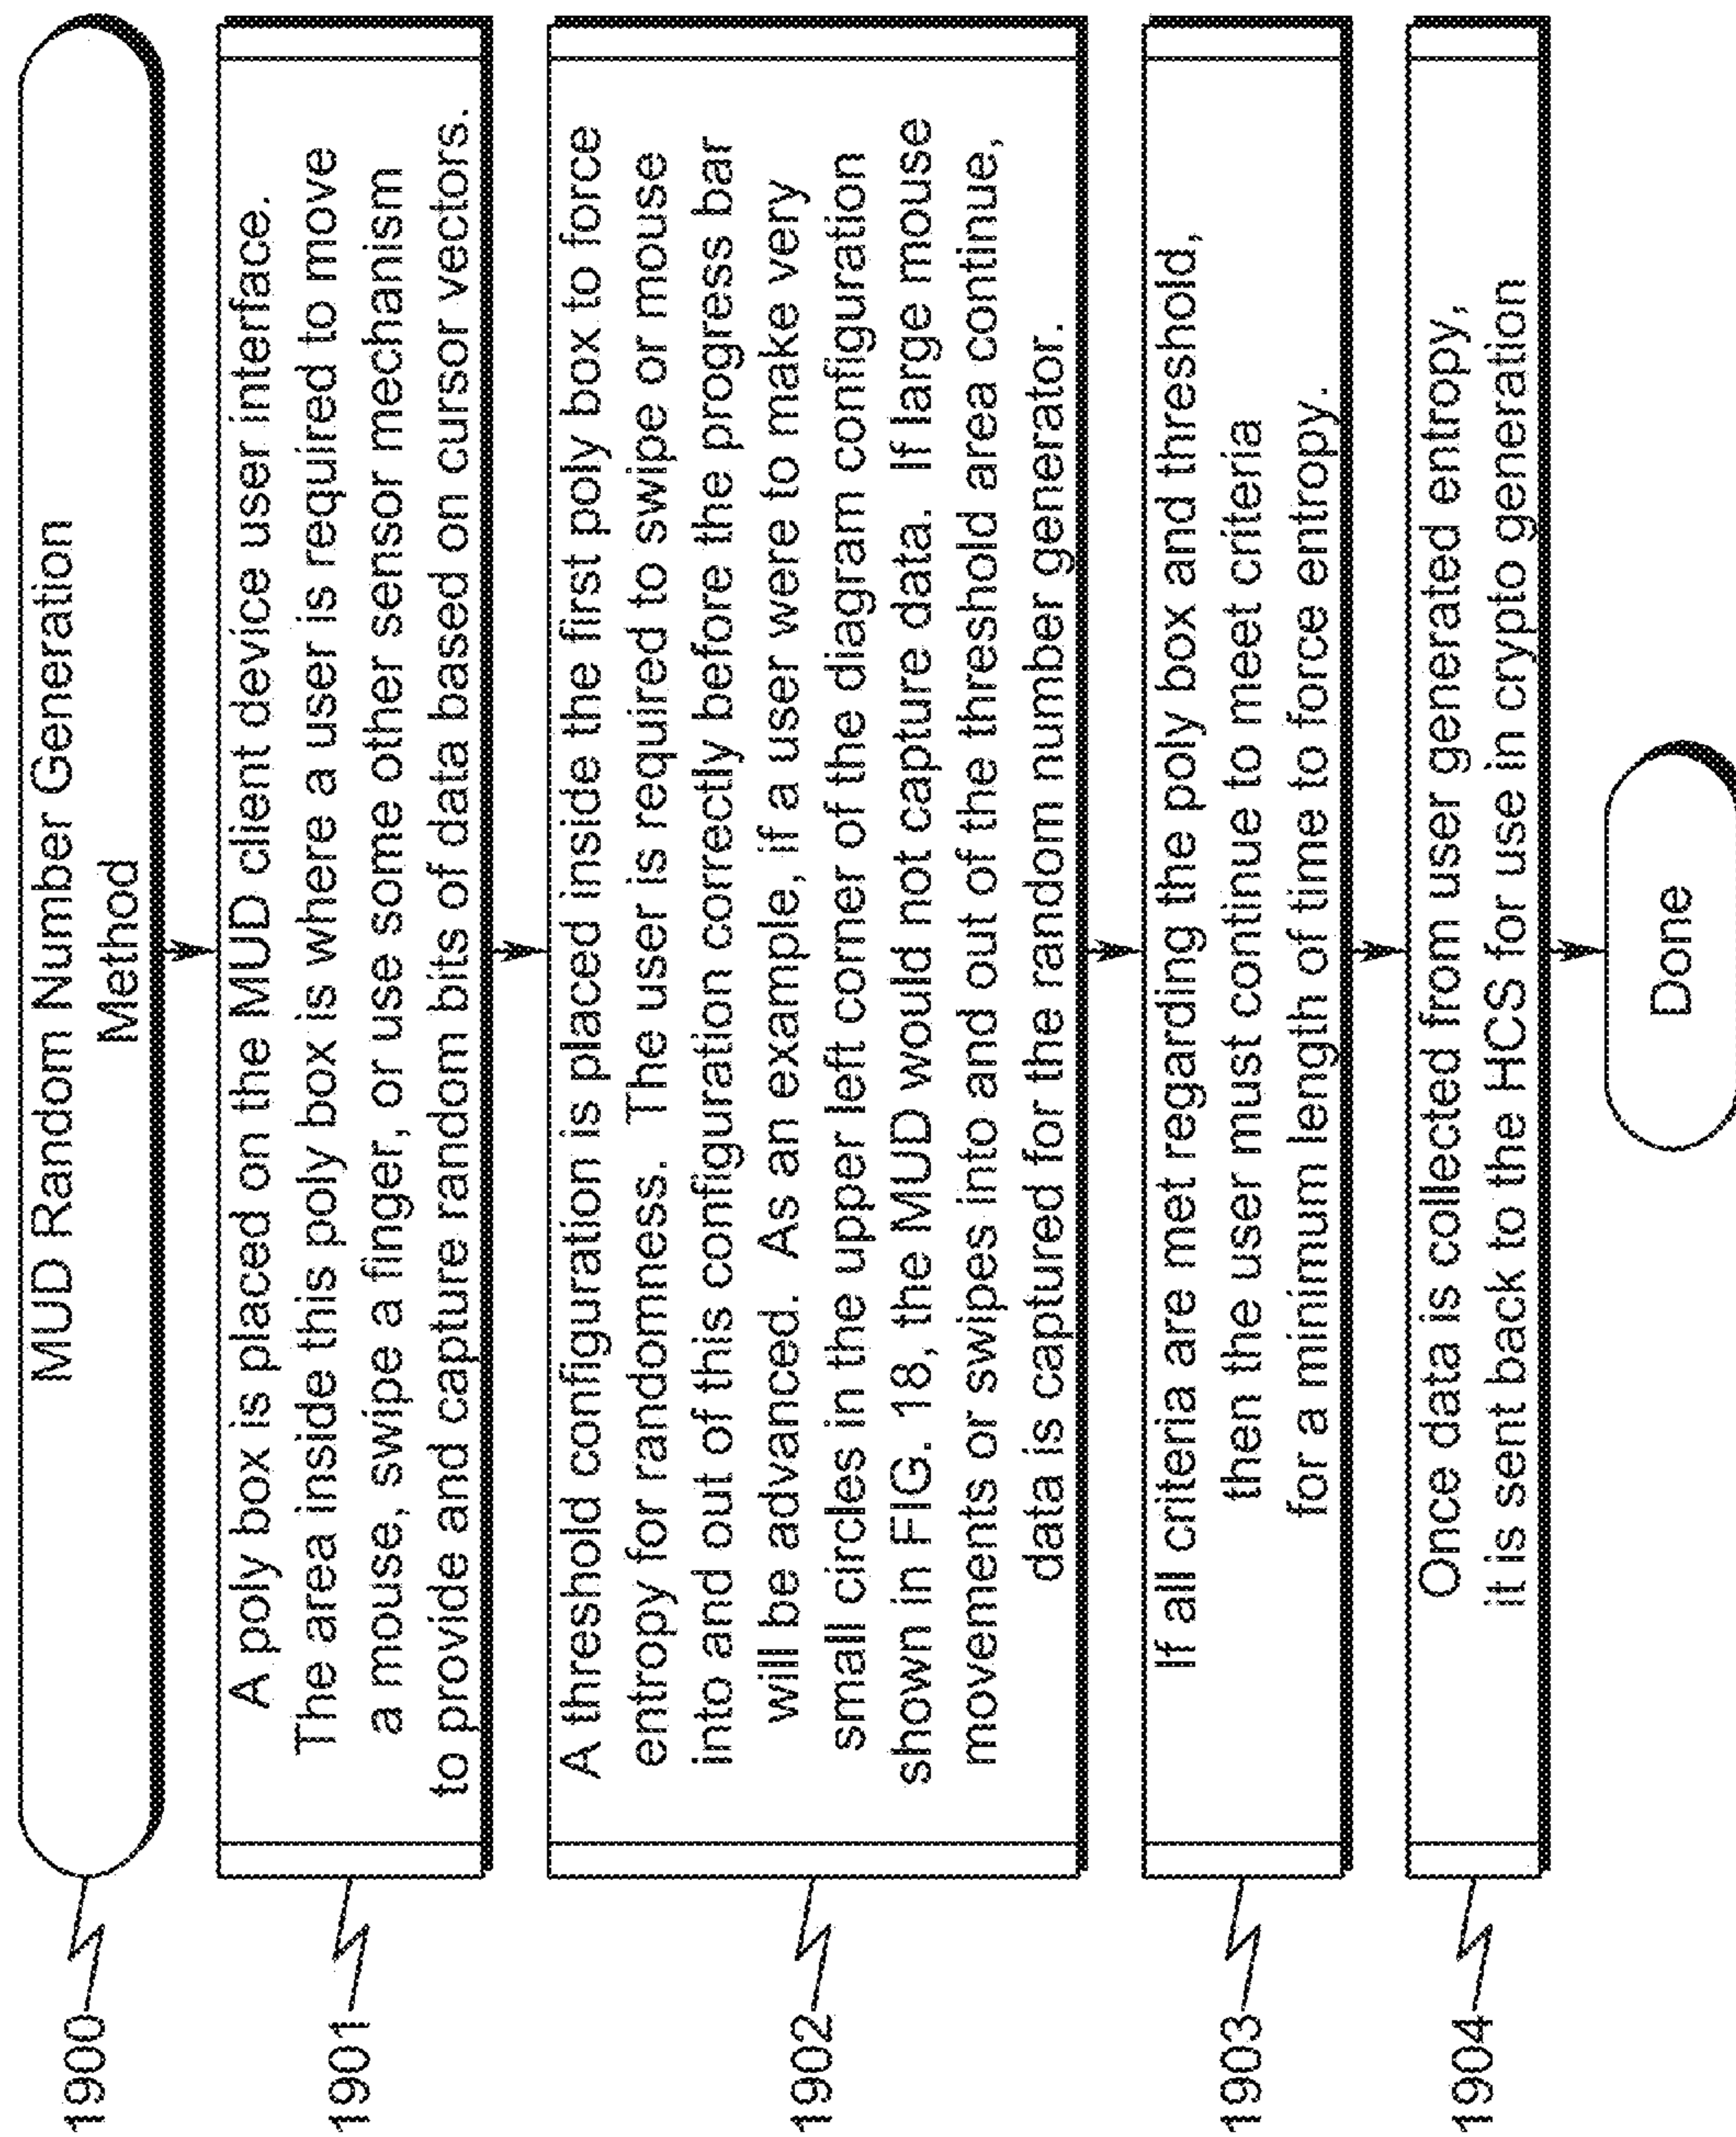 1900
MUD Random Number Generation
Method
1901
A poly box is placed on the MUD client device user interface.
The area inside this poly box is where a user is required to move
a mouse, swipe a finger, or use some other sensor mechanism
to provide and capture random bits of data based on cursor vectors.
1902
A threshold configuration is placed inside the first poly box to force
entropy for randomness. The user is required to swipe or mouse
into and out of this configuration correctly before the progress bar
will be advanced. As an example, if a user were to make very
small circles in the upper left corner of the diagram configuration
shown in FIG. 18, the MUD would not capture data. If large mouse
movements or swipes into and out of the threshold area continue,
data is captured for the random number generator.
1903
If all criteria are met regarding the poly box and threshold,
then the user must continue to meet criteria
for a minimum length of time to force entropy.
1904
Once data is collected from user generated entropy,
it is sent back to the HCS for use in crypto generation
Done